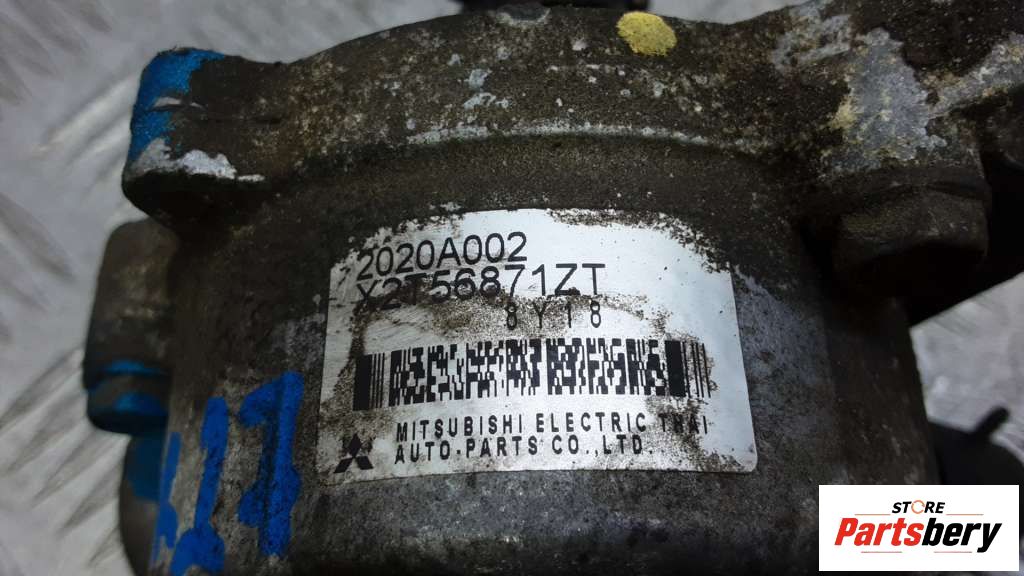 2020A002
X2T56871ZT
8Y18
MITSUBISHI ELECTRIC THAI
AUTO-PARTS CO.,LTD.
STORE
Partsbery